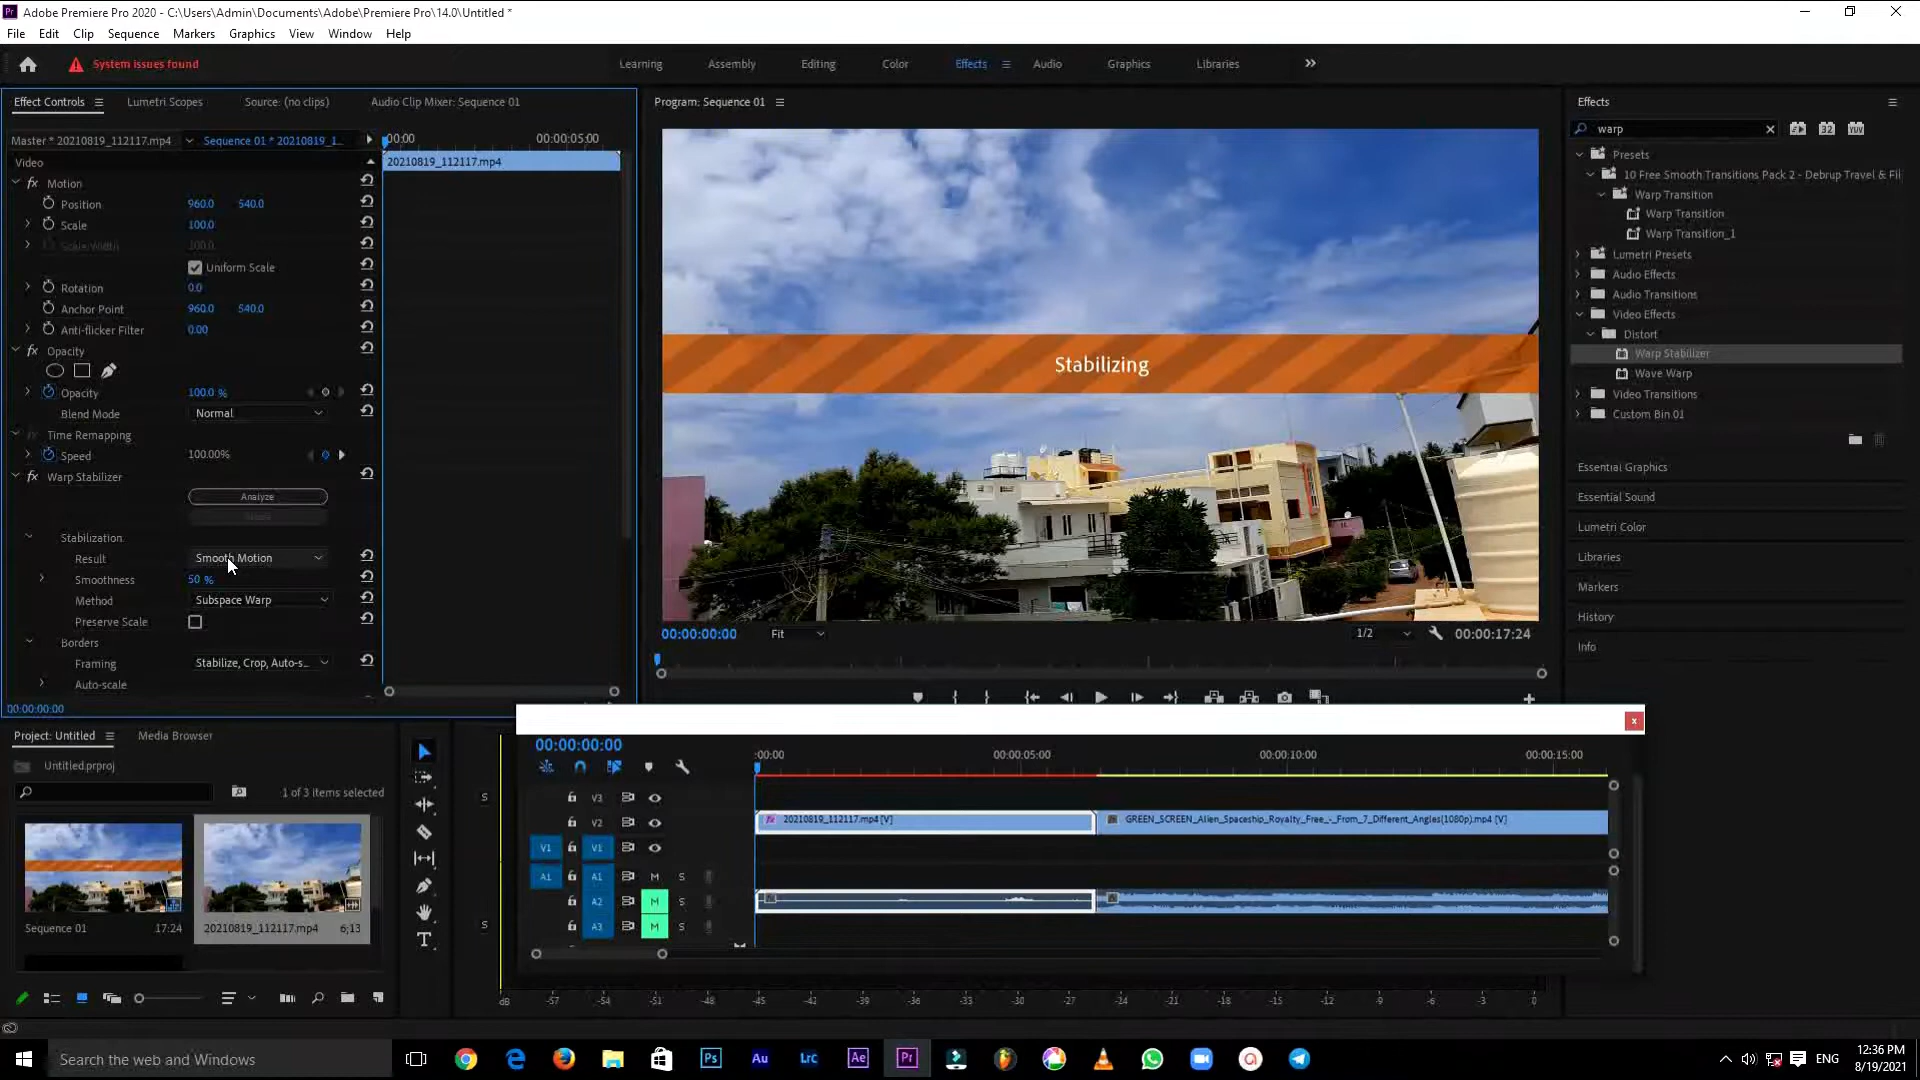 Adobe Premiere Pro 2020 - C:\Users\Admin\Documents\Adobe\Premiere Pro\14.0\Untitled *
File Edit Clip Sequence Markers Graphics View Window Help
System issues found
Learning Assembly Editing Color Effects Audio Graphics Libraries
Effect Controls Lumetri Scopes Source: (no clips) Audio Clip Mixer: Sequence 01
Program: Sequence 01
Effects
Master * 20210819_112117.mp4 Sequence 01 * 20210819_1...
:00:00 00:00:05:00
Video
20210819_112117.mp4
Motion
Position 960.0 540.0
Scale 100.0
Scale Width 100.0
Uniform Scale
Rotation 0.0
Anchor Point 960.0 540.0
Anti-flicker Filter 0.00
Opacity
Opacity 100.0 %
Blend Mode Normal
Time Remapping
Speed 100.00%
Warp Stabilizer
Analyze
Stabilization
Result Smooth Motion
Smoothness 50 %
Method Subspace Warp
Preserve Scale
Borders
Framing Stabilize, Crop, Auto-s...
Auto-scale
00:00:00:00
Stabilizing
00:00:00:00 Fit 1/2 00:00:17:24
warp
32 YUV
Presets
10 Free Smooth Transitions Pack 2 - Debrup Travel & Fil
Warp Transition
Warp Transition
Warp Transition_1
Lumetri Presets
Audio Effects
Audio Transitions
Video Effects
Distort
Warp Stabilizer
Wave Warp
Video Transitions
Custom Bin 01
Essential Graphics
Essential Sound
Lumetri Color
Libraries
Markers
History
Info
Project: Untitled Media Browser
Untitled.prproj
1 of 3 items selected
Sequence 01 17:24
20210819_112117.mp4 6;13
00:00:00:00
:00:00 00:00:05:00 00:00:10:00 00:00:15:00
S V3
V2 20210819_112117.mp4 [V] GREEN_SCREEN_Alien_Spaceship_Royalty_Free_-_From_7_Different_Angles(1080p).mp4 [V]
V1 V1
A1 A1 M S
A2 M S
S A3 M S
dB -57 -54 -51 -48 -45 -42 -39 -36 -33 -30 -27 -24 -21 -18 -15 -12 -9 -6 -3 0
Search the web and Windows
Ps Au Lrc Ae Pr
ENG
12:36 PM
8/19/2021